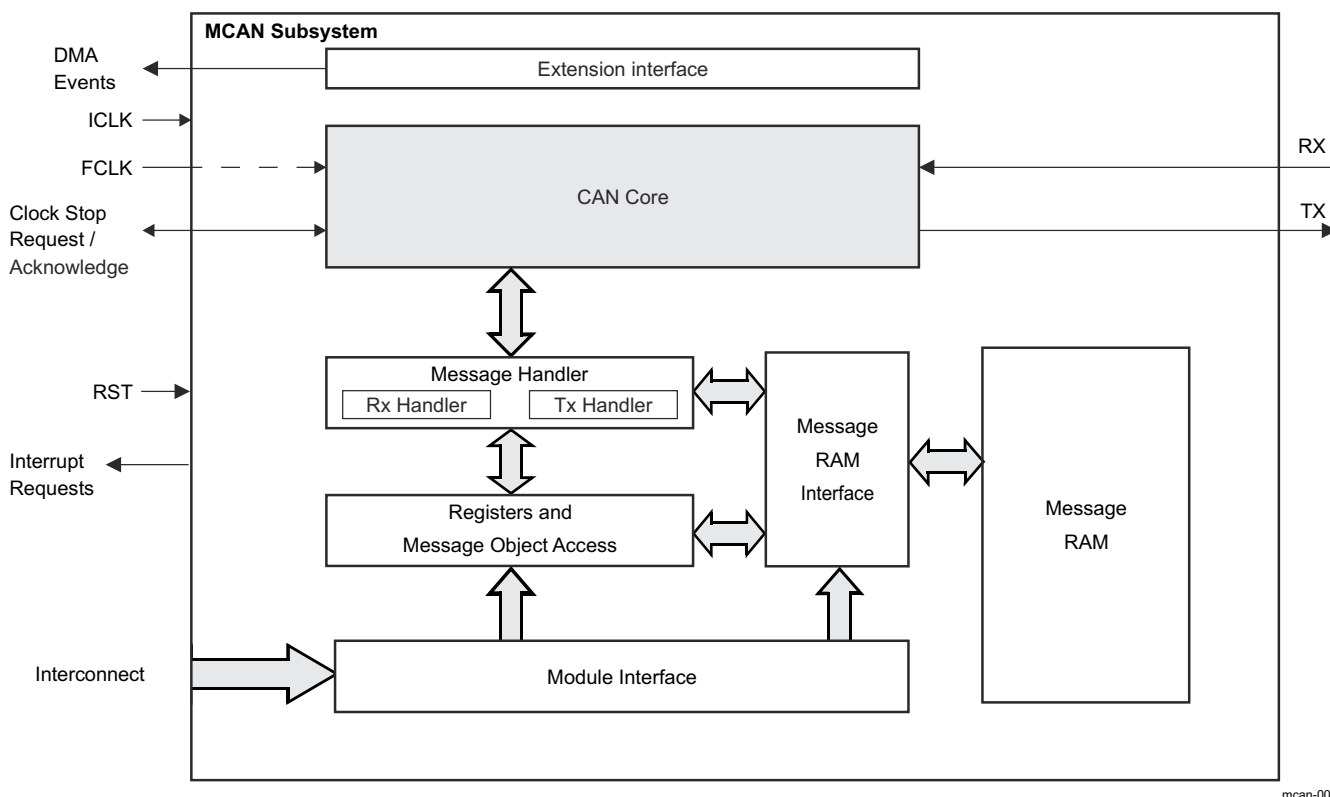 MCAN Subsystem
DMA
Events
Extension interface
ICLK
FCLK
CAN Core
RX
TX
Clock Stop
Request /
Acknowledge
RST
Message Handler
Rx Handler
Tx Handler
Message
RAM
Interface
Message
RAM
Interrupt
Requests
Registers and
Message Object Access
Interconnect
Module Interface
mcan-00